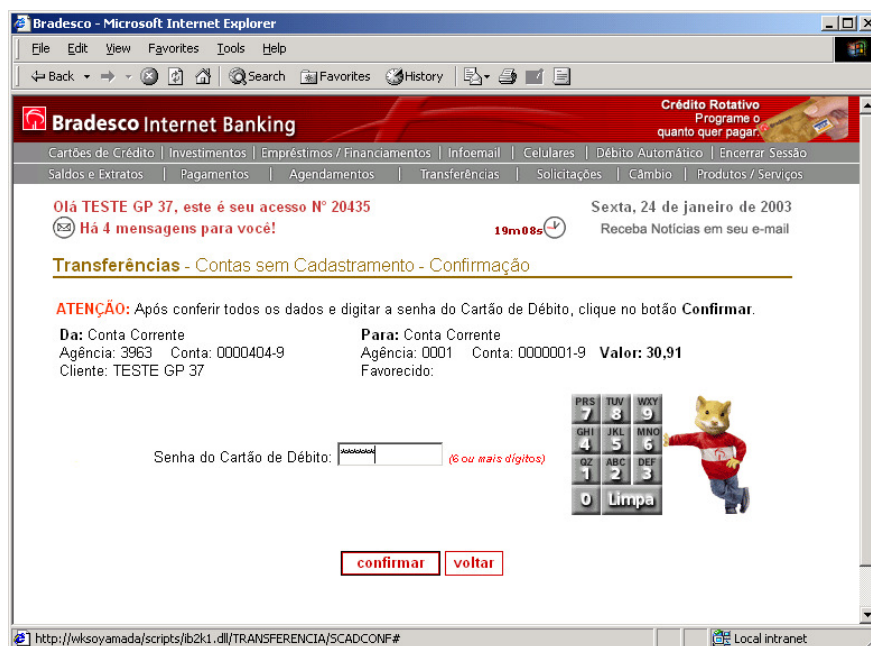 Bradesco - Microsoft Internet Explorer
File Edit View Favorites Tools Help
Back Search Favorites History
Bradesco Internet Banking
Crédito Rotativo
Programe o
quanto quer pagar.
Cartões de Crédito | Investimentos | Empréstimos / Financiamentos | Infoemail | Celulares | Débito Automático | Encerrar Sessão
Saldos e Extratos | Pagamentos | Agendamentos | Transferências | Solicitações | Câmbio | Produtos / Serviços
Olá TESTE GP 37, este é seu acesso N° 20435 Sexta, 24 de janeiro de 2003
Há 4 mensagens para você! 19m08s Receba Notícias em seu e-mail
Transferências - Contas sem Cadastramento - Confirmação
ATENÇÃO: Após conferir todos os dados e digitar a senha do Cartão de Débito, clique no botão Confirmar.
Da: Conta Corrente Para: Conta Corrente
Agência: 3963 Conta: 0000404-9 Agência: 0001 Conta: 0000001-9 Valor: 30,91
Cliente: TESTE GP 37 Favorecido:
PRS TUV WXY
7 8 9
GHI JKL MNO
4 5 6
QZ ABC DEF
1 2 3
0 Limpa
Senha do Cartão de Débito: ******* (6 ou mais dígitos)
confirmar voltar
http://wksoyamada/scripts/ib2k1.dll/TRANSFERENCIA/SCADCONF# Local intranet